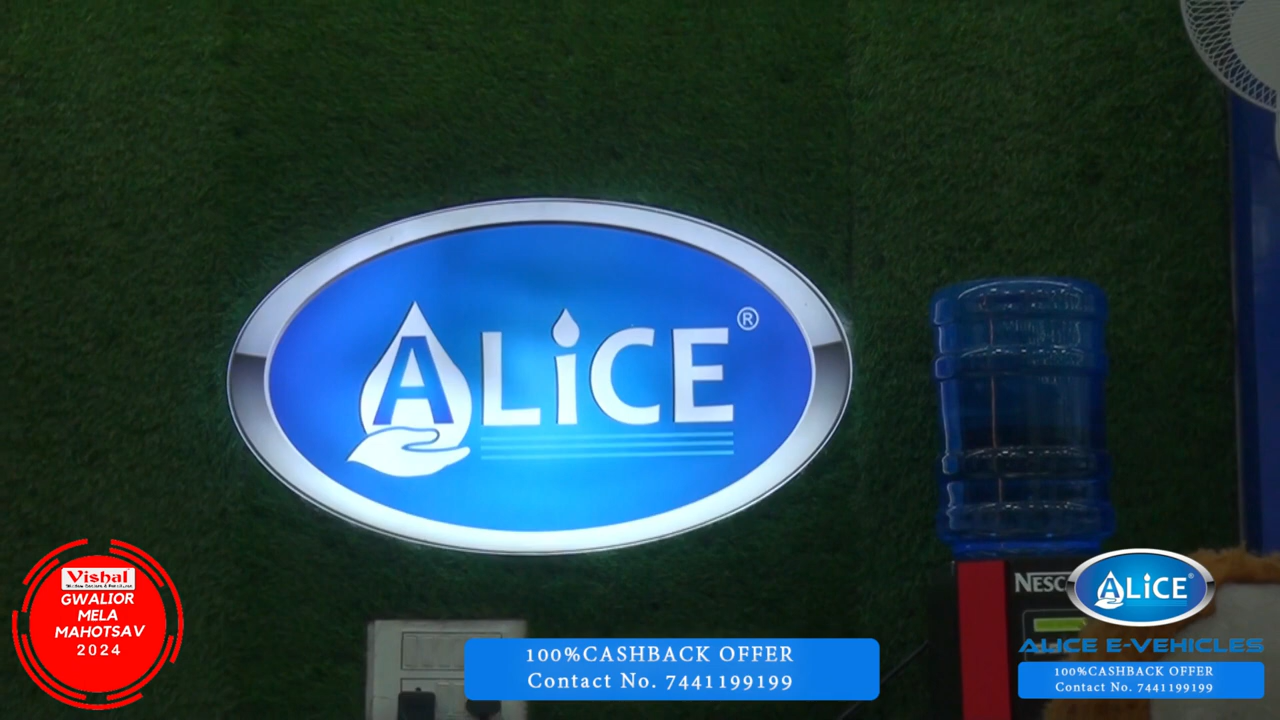 ALiCE®
Vishal
GWALIOR
MELA
MAHOTSAV
2024
100%CASHBACK OFFER
Contact No. 7441199199
NESC
ALiCE®
ALICE E-VEHICLES
100%CASHBACK OFFER
Contact No. 7441199199